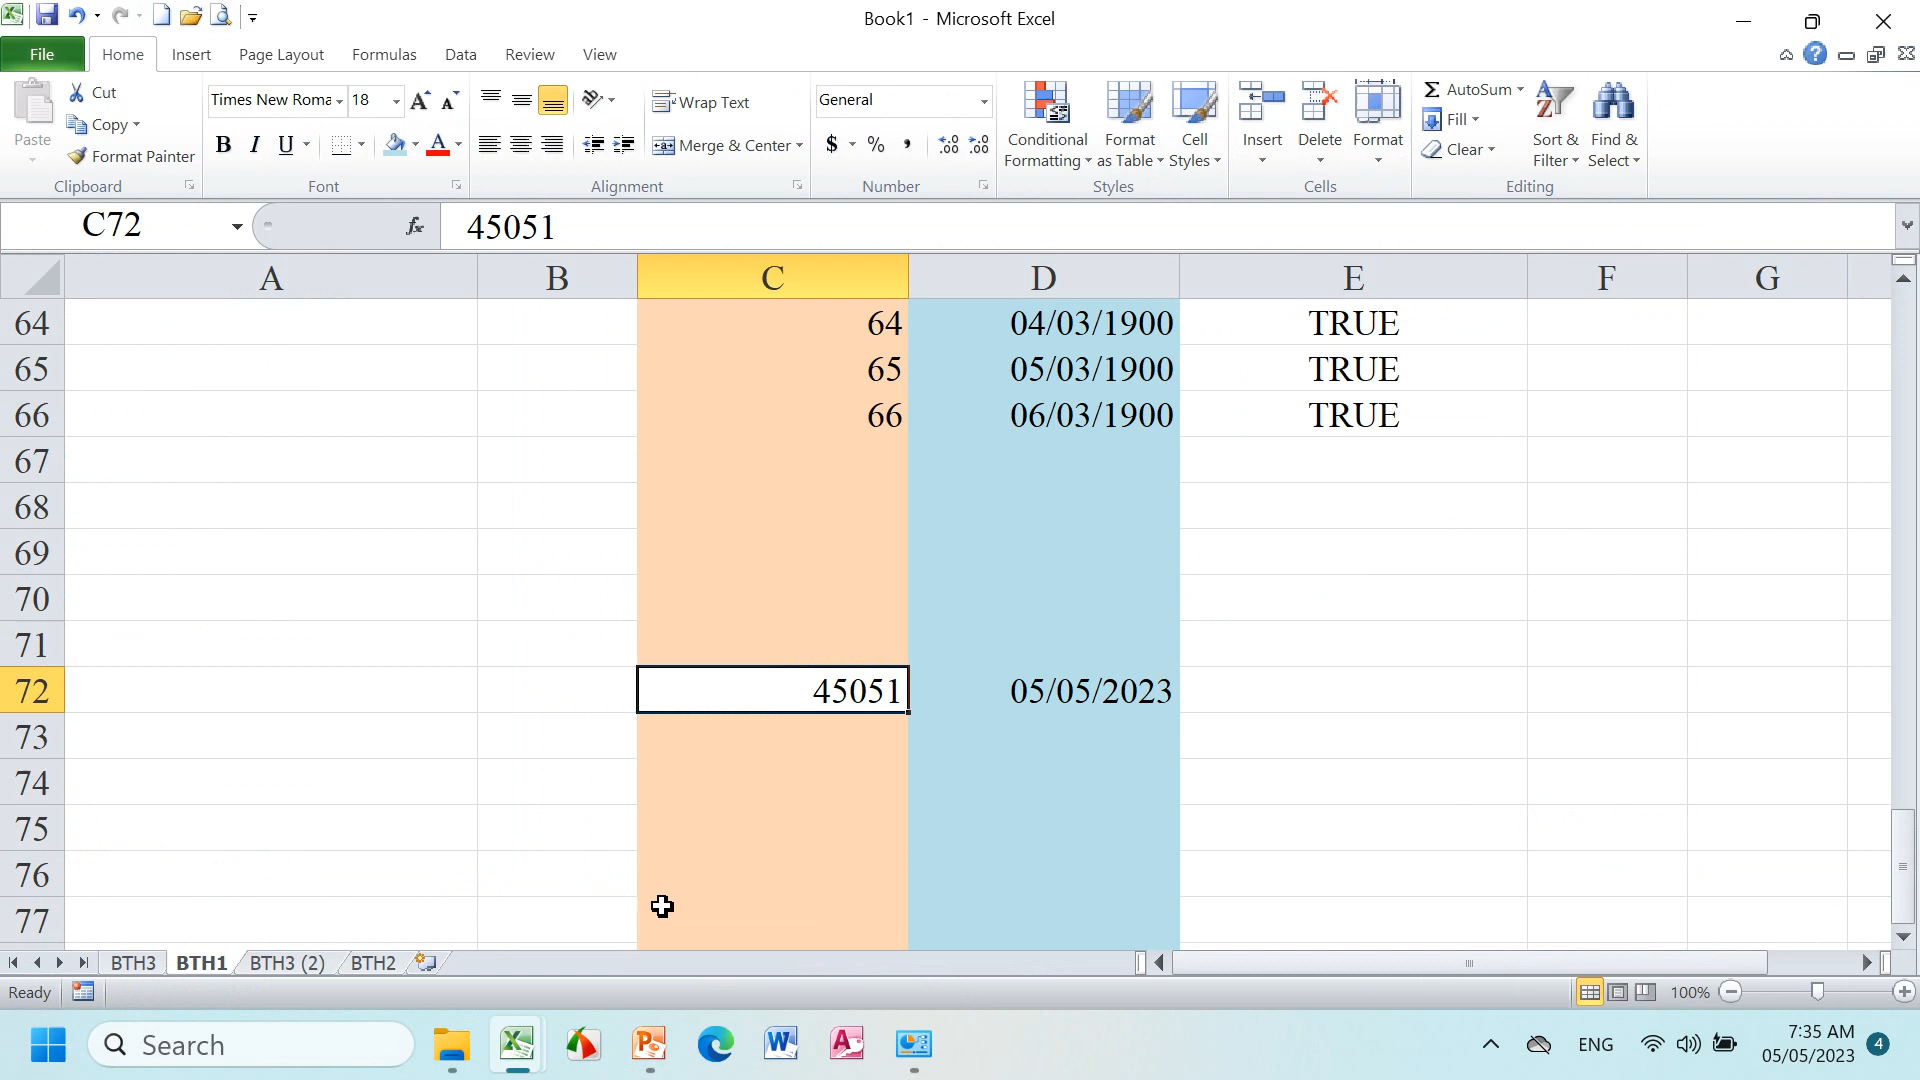 Book1 - Microsoft Excel
File Home Insert Page Layout Formulas Data Review View
Paste
Cut
Copy
Format Painter
Clipboard
Times New Roma 18
B I U
Font
Wrap Text
Merge & Center
Alignment
General
$ % ,
Number
Conditional Formatting
Format as Table
Cell Styles
Styles
Insert Delete Format
Cells
AutoSum
Fill
Clear
Sort & Filter
Find & Select
Editing
C72 fx 45051
A B C D E F G
64 64 04/03/1900 TRUE
65 65 05/03/1900 TRUE
66 66 06/03/1900 TRUE
67
68
69
70
71
72 45051 05/05/2023
73
74
75
76
77
BTH3 BTH1 BTH3 (2) BTH2
Ready 100%
Search ENG 7:35 AM 4
05/05/2023